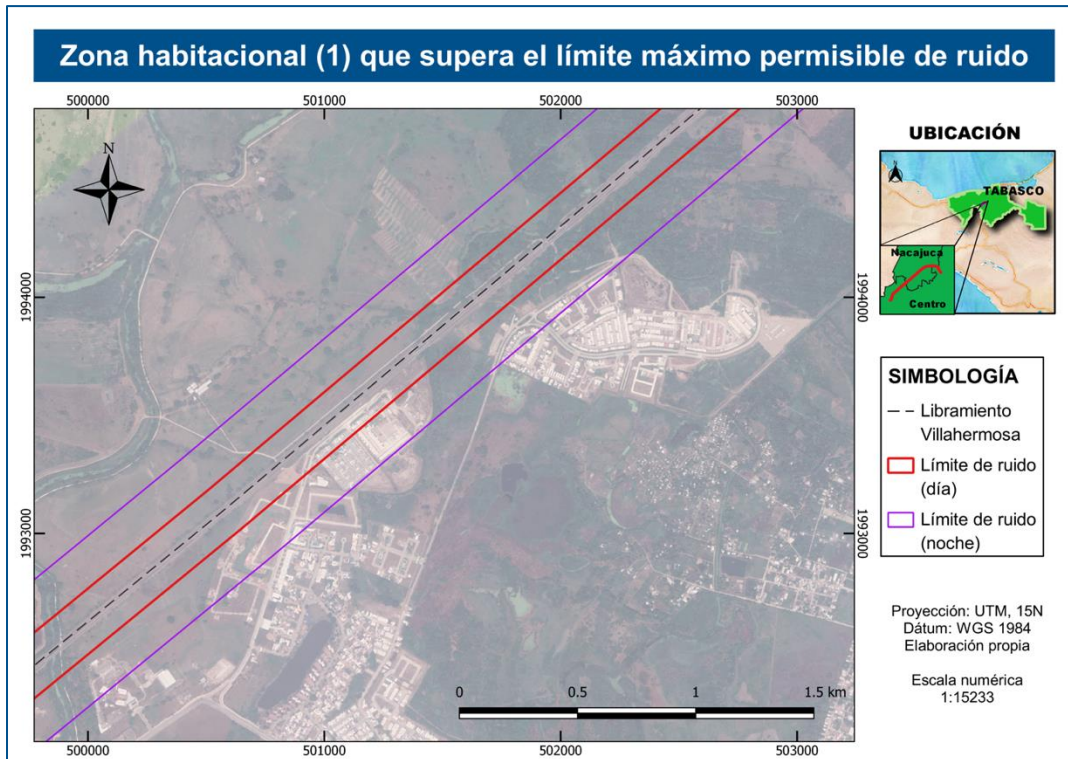 Zona habitacional (1) que supera el límite máximo permisible de ruido
500000 501000 502000 503000
N
1994000 1994000
1993000 1993000
0 0.5 1 1.5 km
500000 501000 502000 503000
UBICACIÓN
TABASCO
Nacajuca
Centro
SIMBOLOGÍA
Libramiento
Villahermosa
Límite de ruido
(día)
Límite de ruido
(noche)
Proyección: UTM, 15N
Dátum: WGS 1984
Elaboración propia
Escala numérica
1:15233